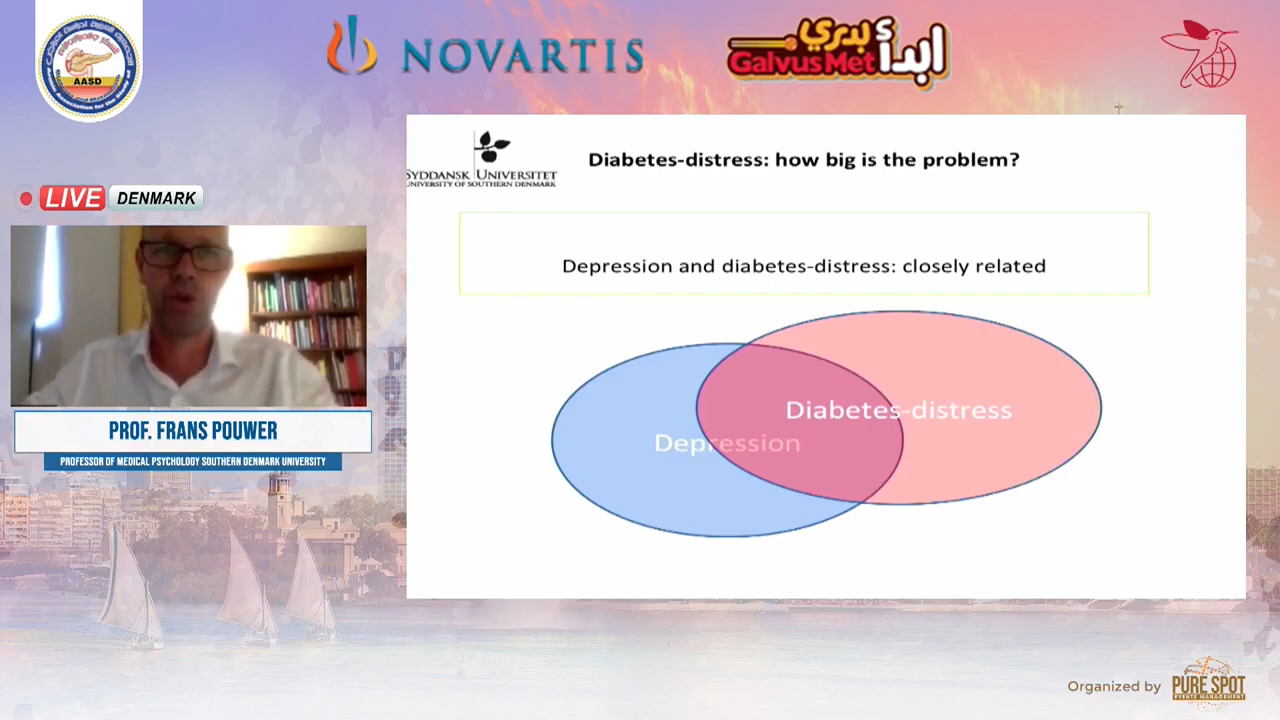 AASD
NOVARTIS
ابدأ بدري
GalvusMet
SYDDANSK UNIVERSITET
UNIVERSITY OF SOUTHERN DENMARK
Diabetes-distress: how big is the problem?
LIVE
DENMARK
Depression and diabetes-distress: closely related
Diabetes-distress
Depression
PROF. FRANS POUWER
PROFESSOR OF MEDICAL PSYCHOLOGY SOUTHERN DENMARK UNIVERSITY
Organized by
PURE SPOT
EVENTS MANAGEMENT